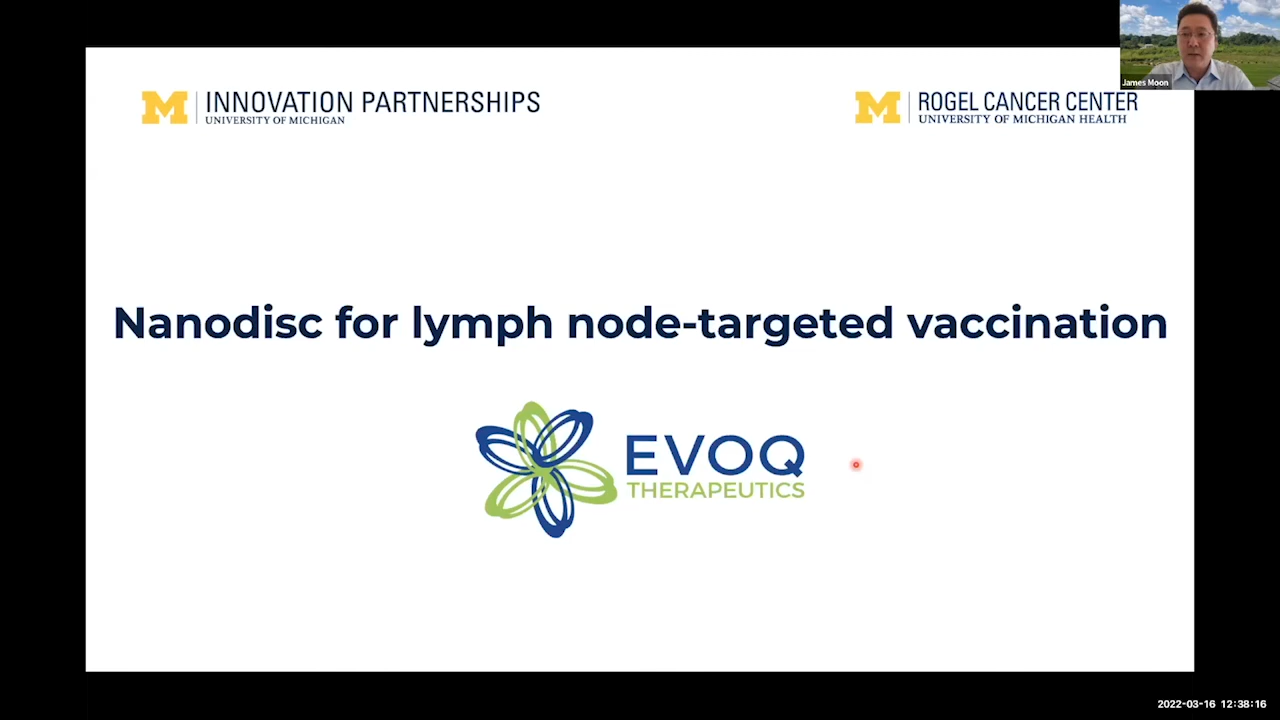 James Moon
M INNOVATION PARTNERSHIPS
UNIVERSITY OF MICHIGAN
M ROGEL CANCER CENTER
UNIVERSITY OF MICHIGAN HEALTH
Nanodisc for lymph node-targeted vaccination
EVOQ
THERAPEUTICS
2022-03-16 12:38:16